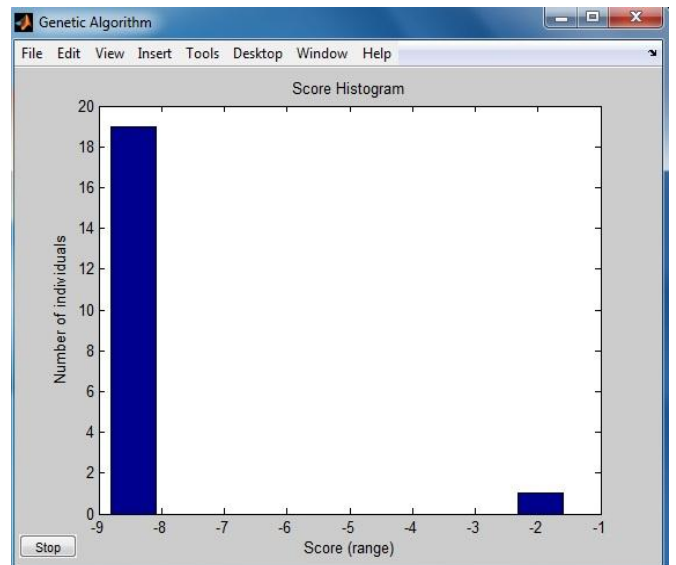 Genetic Algorithm
File Edit View Insert Tools Desktop Window Help
Score Histogram
20
18
16
14
12
10
8
6
4
2
0
Number of individuals
-9 -8 -7 -6 -5 -4 -3 -2 -1
Score (range)
Stop